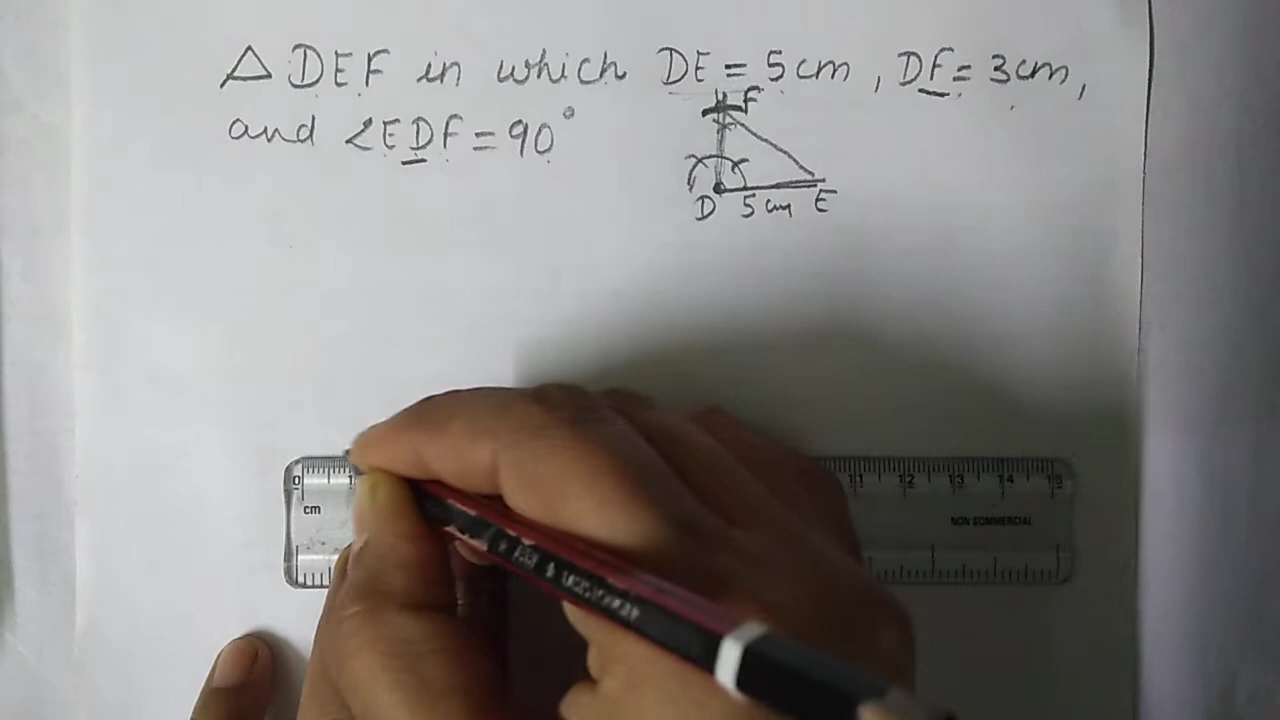 △ DEF in which DE = 5cm, DF = 3cm,
and ∠EDF = 90°
F
D 5cm E
0 1 11 12 13 14 15
cm
NON COMMERCIAL